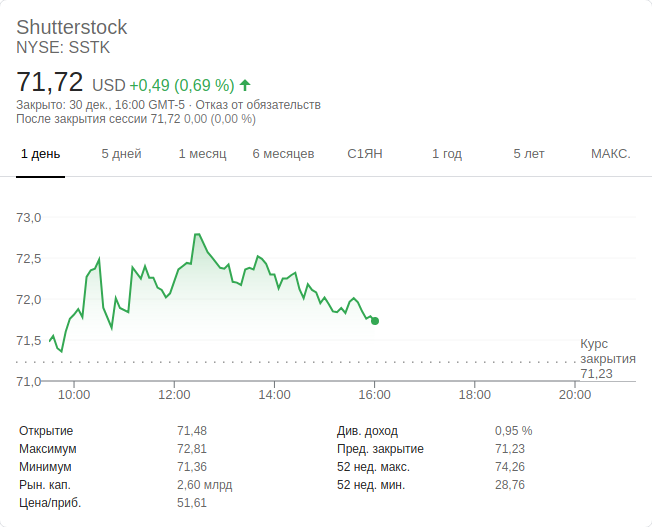 Shutterstock
NYSE: SSTK
71,72 USD +0,49 (0,69 %)
Закрыто: 30 дек., 16:00 GMT-5 · Отказ от обязательств
После закрытия сессии 71,72 0,00 (0,00 %)
1 день 5 дней 1 месяц 6 месяцев С1ЯН 1 год 5 лет МАКС.
73,0
72,5
72,0
71,5
71,0
Курс
закрытия
71,23
10:00 12:00 14:00 16:00 18:00 20:00
Открытие 71,48 Див. доход 0,95 %
Максимум 72,81 Пред. закрытие 71,23
Минимум 71,36 52 нед. макс. 74,26
Рын. кап. 2,60 млрд 52 нед. мин. 28,76
Цена/приб. 51,61